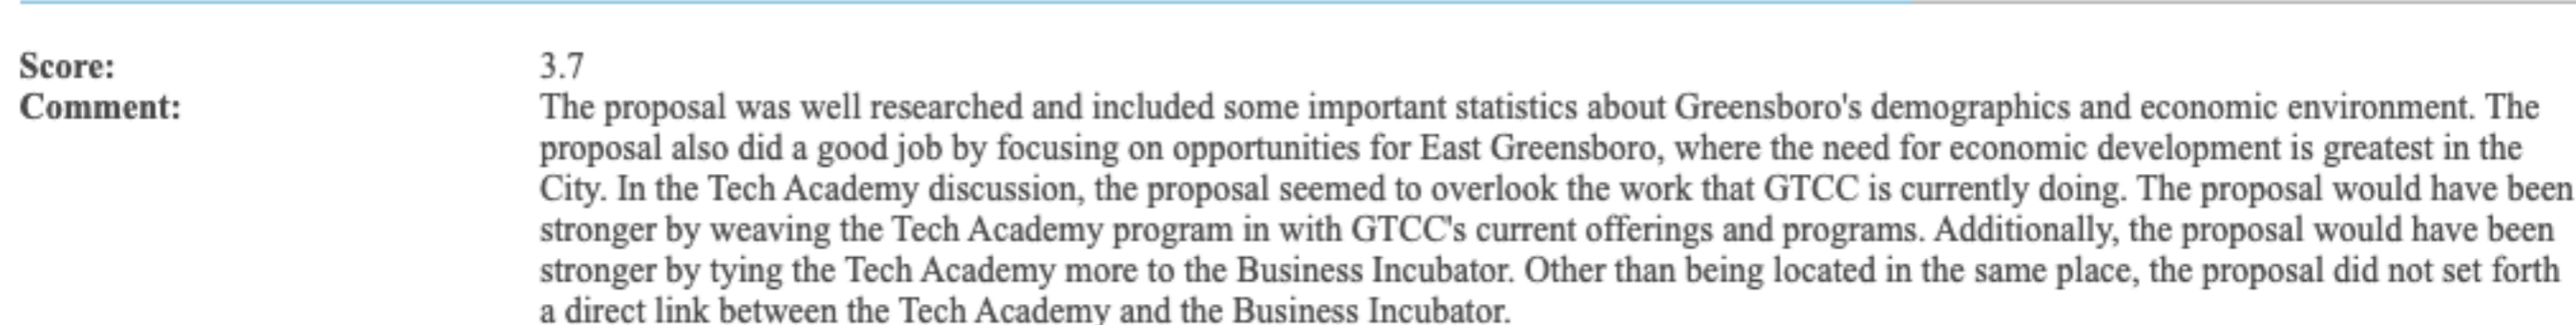 Score: 3.7
Comment: The proposal was well researched and included some important statistics about Greensboro's demographics and economic environment. The
proposal also did a good job by focusing on opportunities for East Greensboro, where the need for economic development is greatest in the
City. In the Tech Academy discussion, the proposal seemed to overlook the work that GTCC is currently doing. The proposal would have been
stronger by weaving the Tech Academy program in with GTCC's current offerings and programs. Additionally, the proposal would have been
stronger by tying the Tech Academy more to the Business Incubator. Other than being located in the same place, the proposal did not set forth
a direct link between the Tech Academy and the Business Incubator.